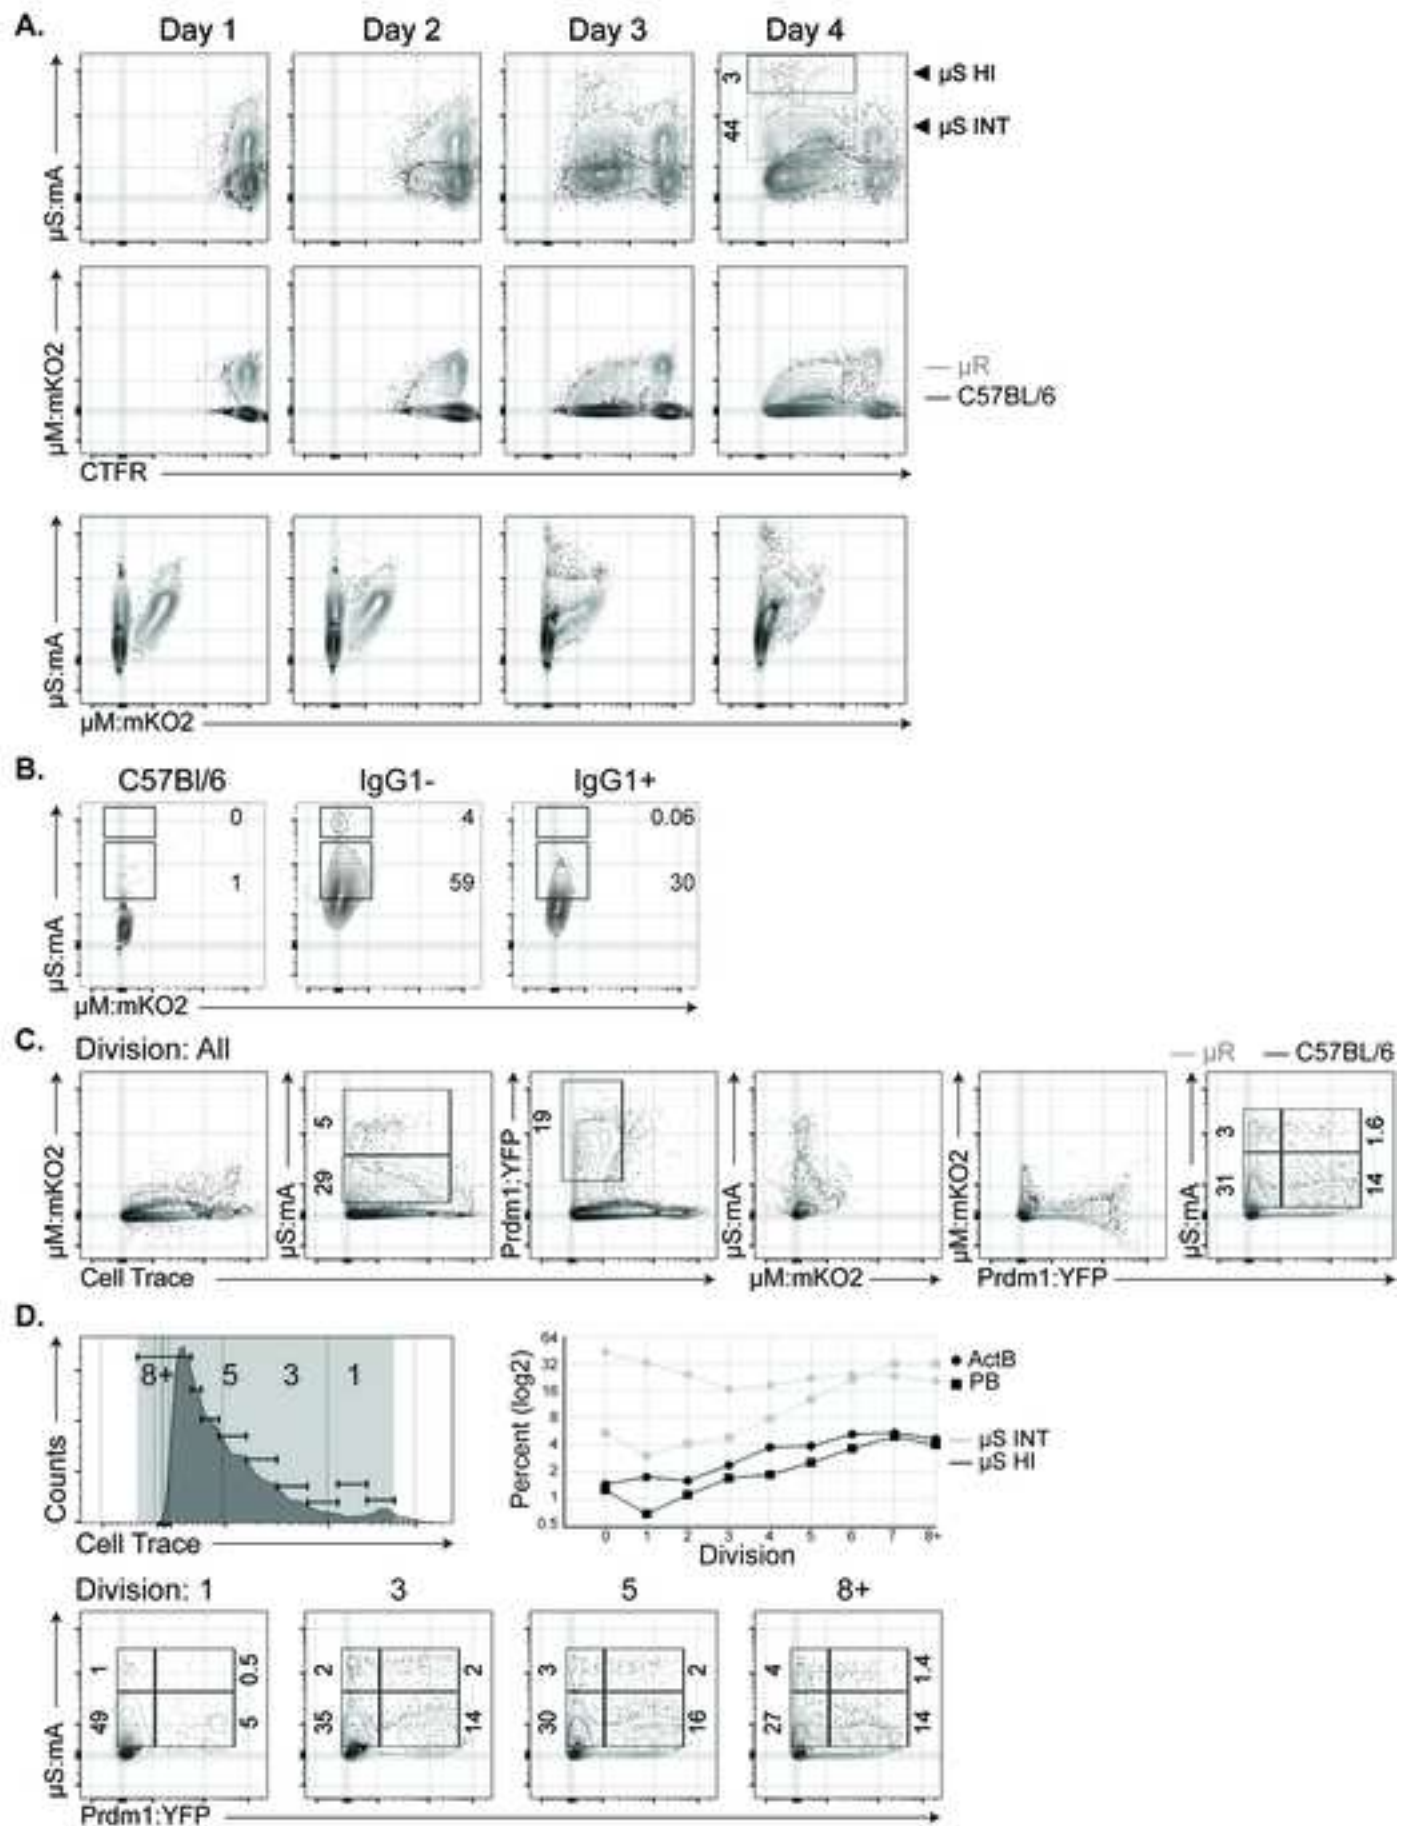 A.
Day 1 Day 2 Day 3 Day 4
µS:mA
3
44
µS HI
µS INT
µM:mKO2
µR
C57BL/6
CTFR
µS:mA
µM:mKO2
B.
C57Bl/6 IgG1- IgG1+
µS:mA
0 4 0.06
1 59 30
µM:mKO2
C.
Division: All
µR C57BL/6
µM:mKO2
µS:mA
5
29
Prdm1:YFP
19
µS:mA
µM:mKO2
µS:mA
3 1.6
31 14
Cell Trace
µM:mKO2
Prdm1:YFP
D.
Counts
8+ 5 3 1
Cell Trace
Percent (log2)
64
32
16
8
4
2
1
0.5
0 1 2 3 4 5 6 7 8+
Division
ActB
PB
µS INT
µS HI
Division: 1 3 5 8+
µS:mA
1 0.5 2 2 3 2 4 1.4
49 5 35 14 30 16 27 14
Prdm1:YFP